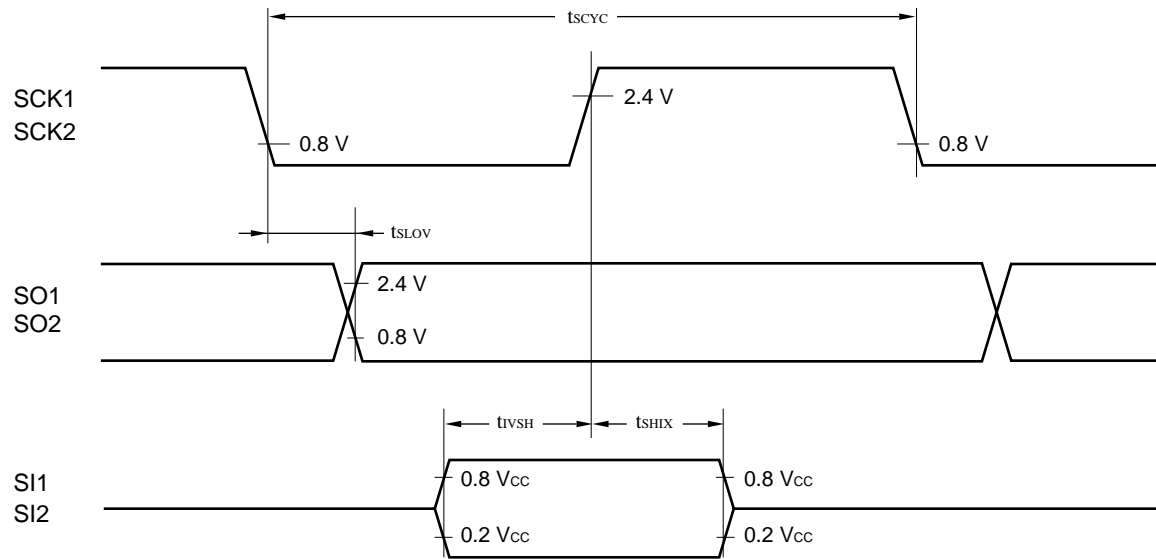 tSCYC
SCK1
SCK2
2.4 V
0.8 V
0.8 V
tSLOV
SO1
SO2
2.4 V
0.8 V
tIVSH
tSHIX
SI1
SI2
0.8 VCC
0.8 VCC
0.2 VCC
0.2 VCC